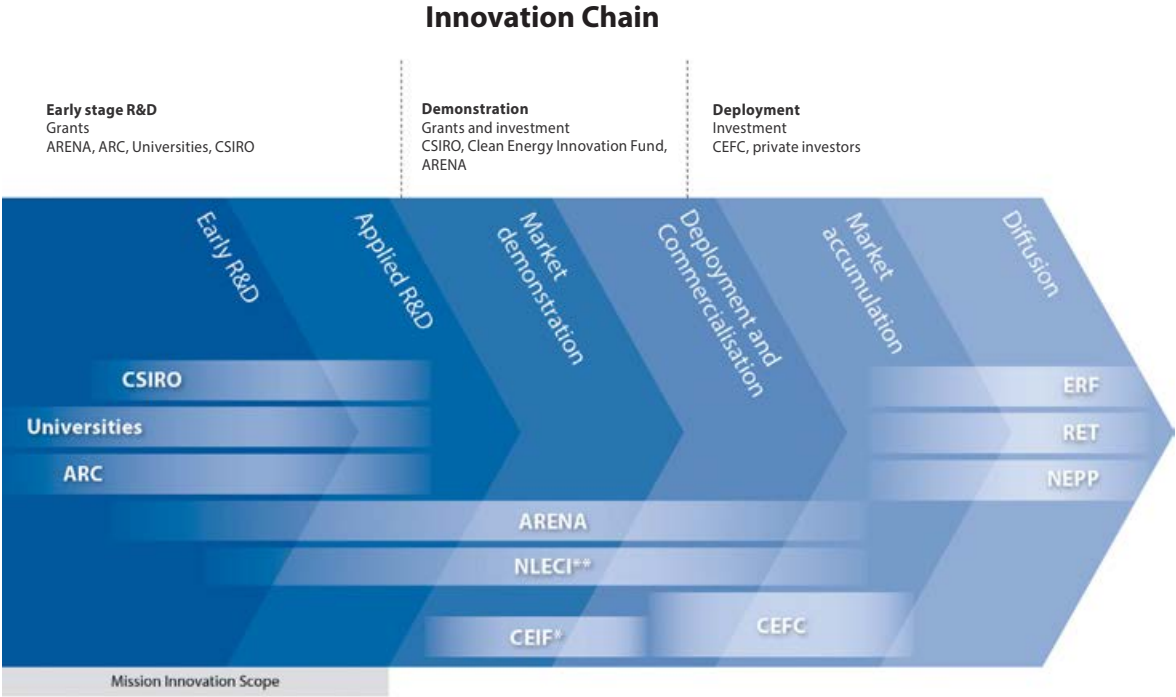 Innovation Chain
Early stage R&D
Grants
ARENA, ARC, Universities, CSIRO
Demonstration
Grants and investment
CSIRO, Clean Energy Innovation Fund,
ARENA
Deployment
Investment
CEFC, private investors
Early R&D
Applied R&D
Market
demonstration
Deployment and
Commercialisation
Market
accumulation
Diffusion
CSIRO
Universities
ARC
ERF
RET
NEPP
ARENA
NLECI**
CEIF*
CEFC
Mission Innovation Scope